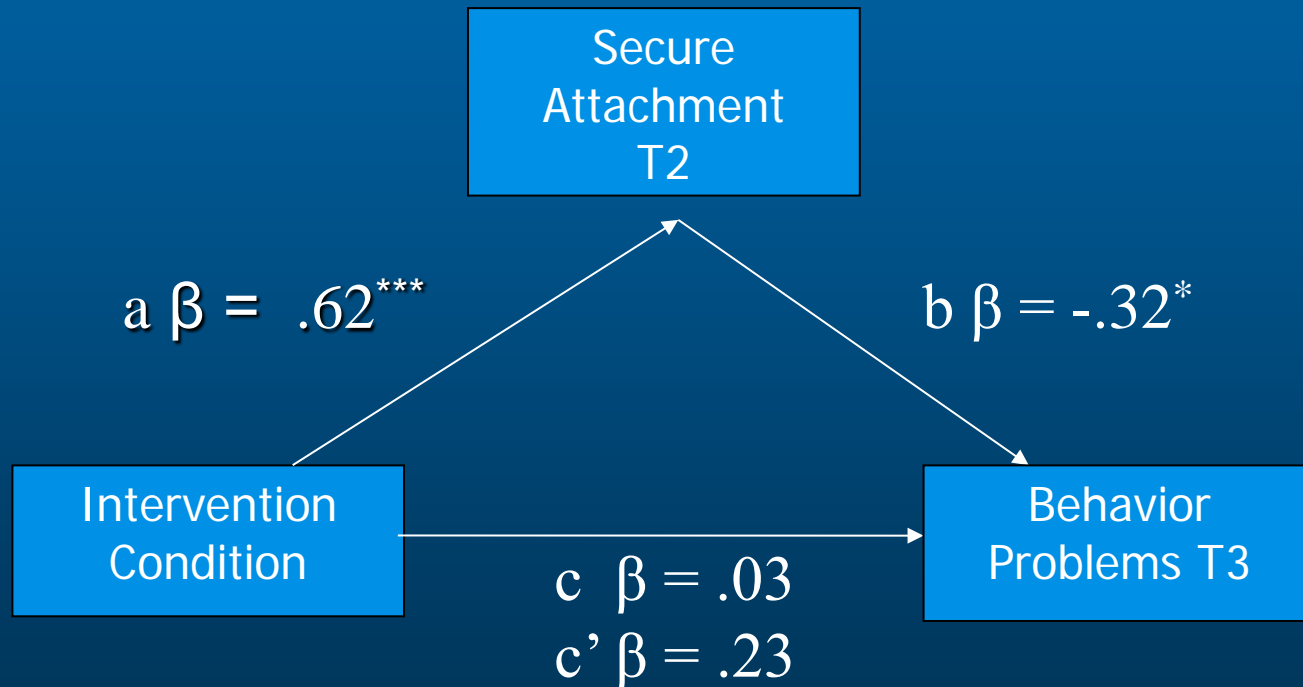 Secure
Attachment
T2
a β = .62***
b β = -.32*
Intervention
Condition
Behavior
Problems T3
c β = .03
c’ β = .23